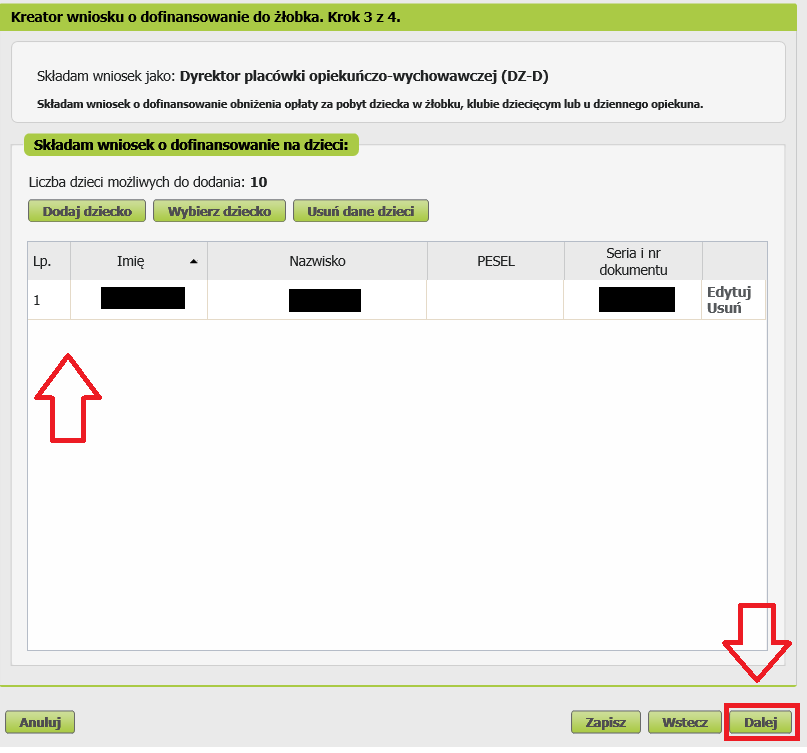 Kreator wniosku o dofinansowanie do żłobka. Krok 3 z 4.
Składam wniosek jako: Dyrektor placówki opiekuńczo-wychowawczej (DZ-D)
Składam wniosek o dofinansowanie obniżenia opłaty za pobyt dziecka w żłobku, klubie dziecięcym lub u dziennego opiekuna.
Składam wniosek o dofinansowanie na dzieci:
Liczba dzieci możliwych do dodania: 10
Dodaj dziecko Wybierz dziecko Usuń dane dzieci
Lp. Imię Nazwisko PESEL Seria i nr
dokumentu
1 Edytuj
Usuń
Anuluj Zapisz Wstecz Dalej